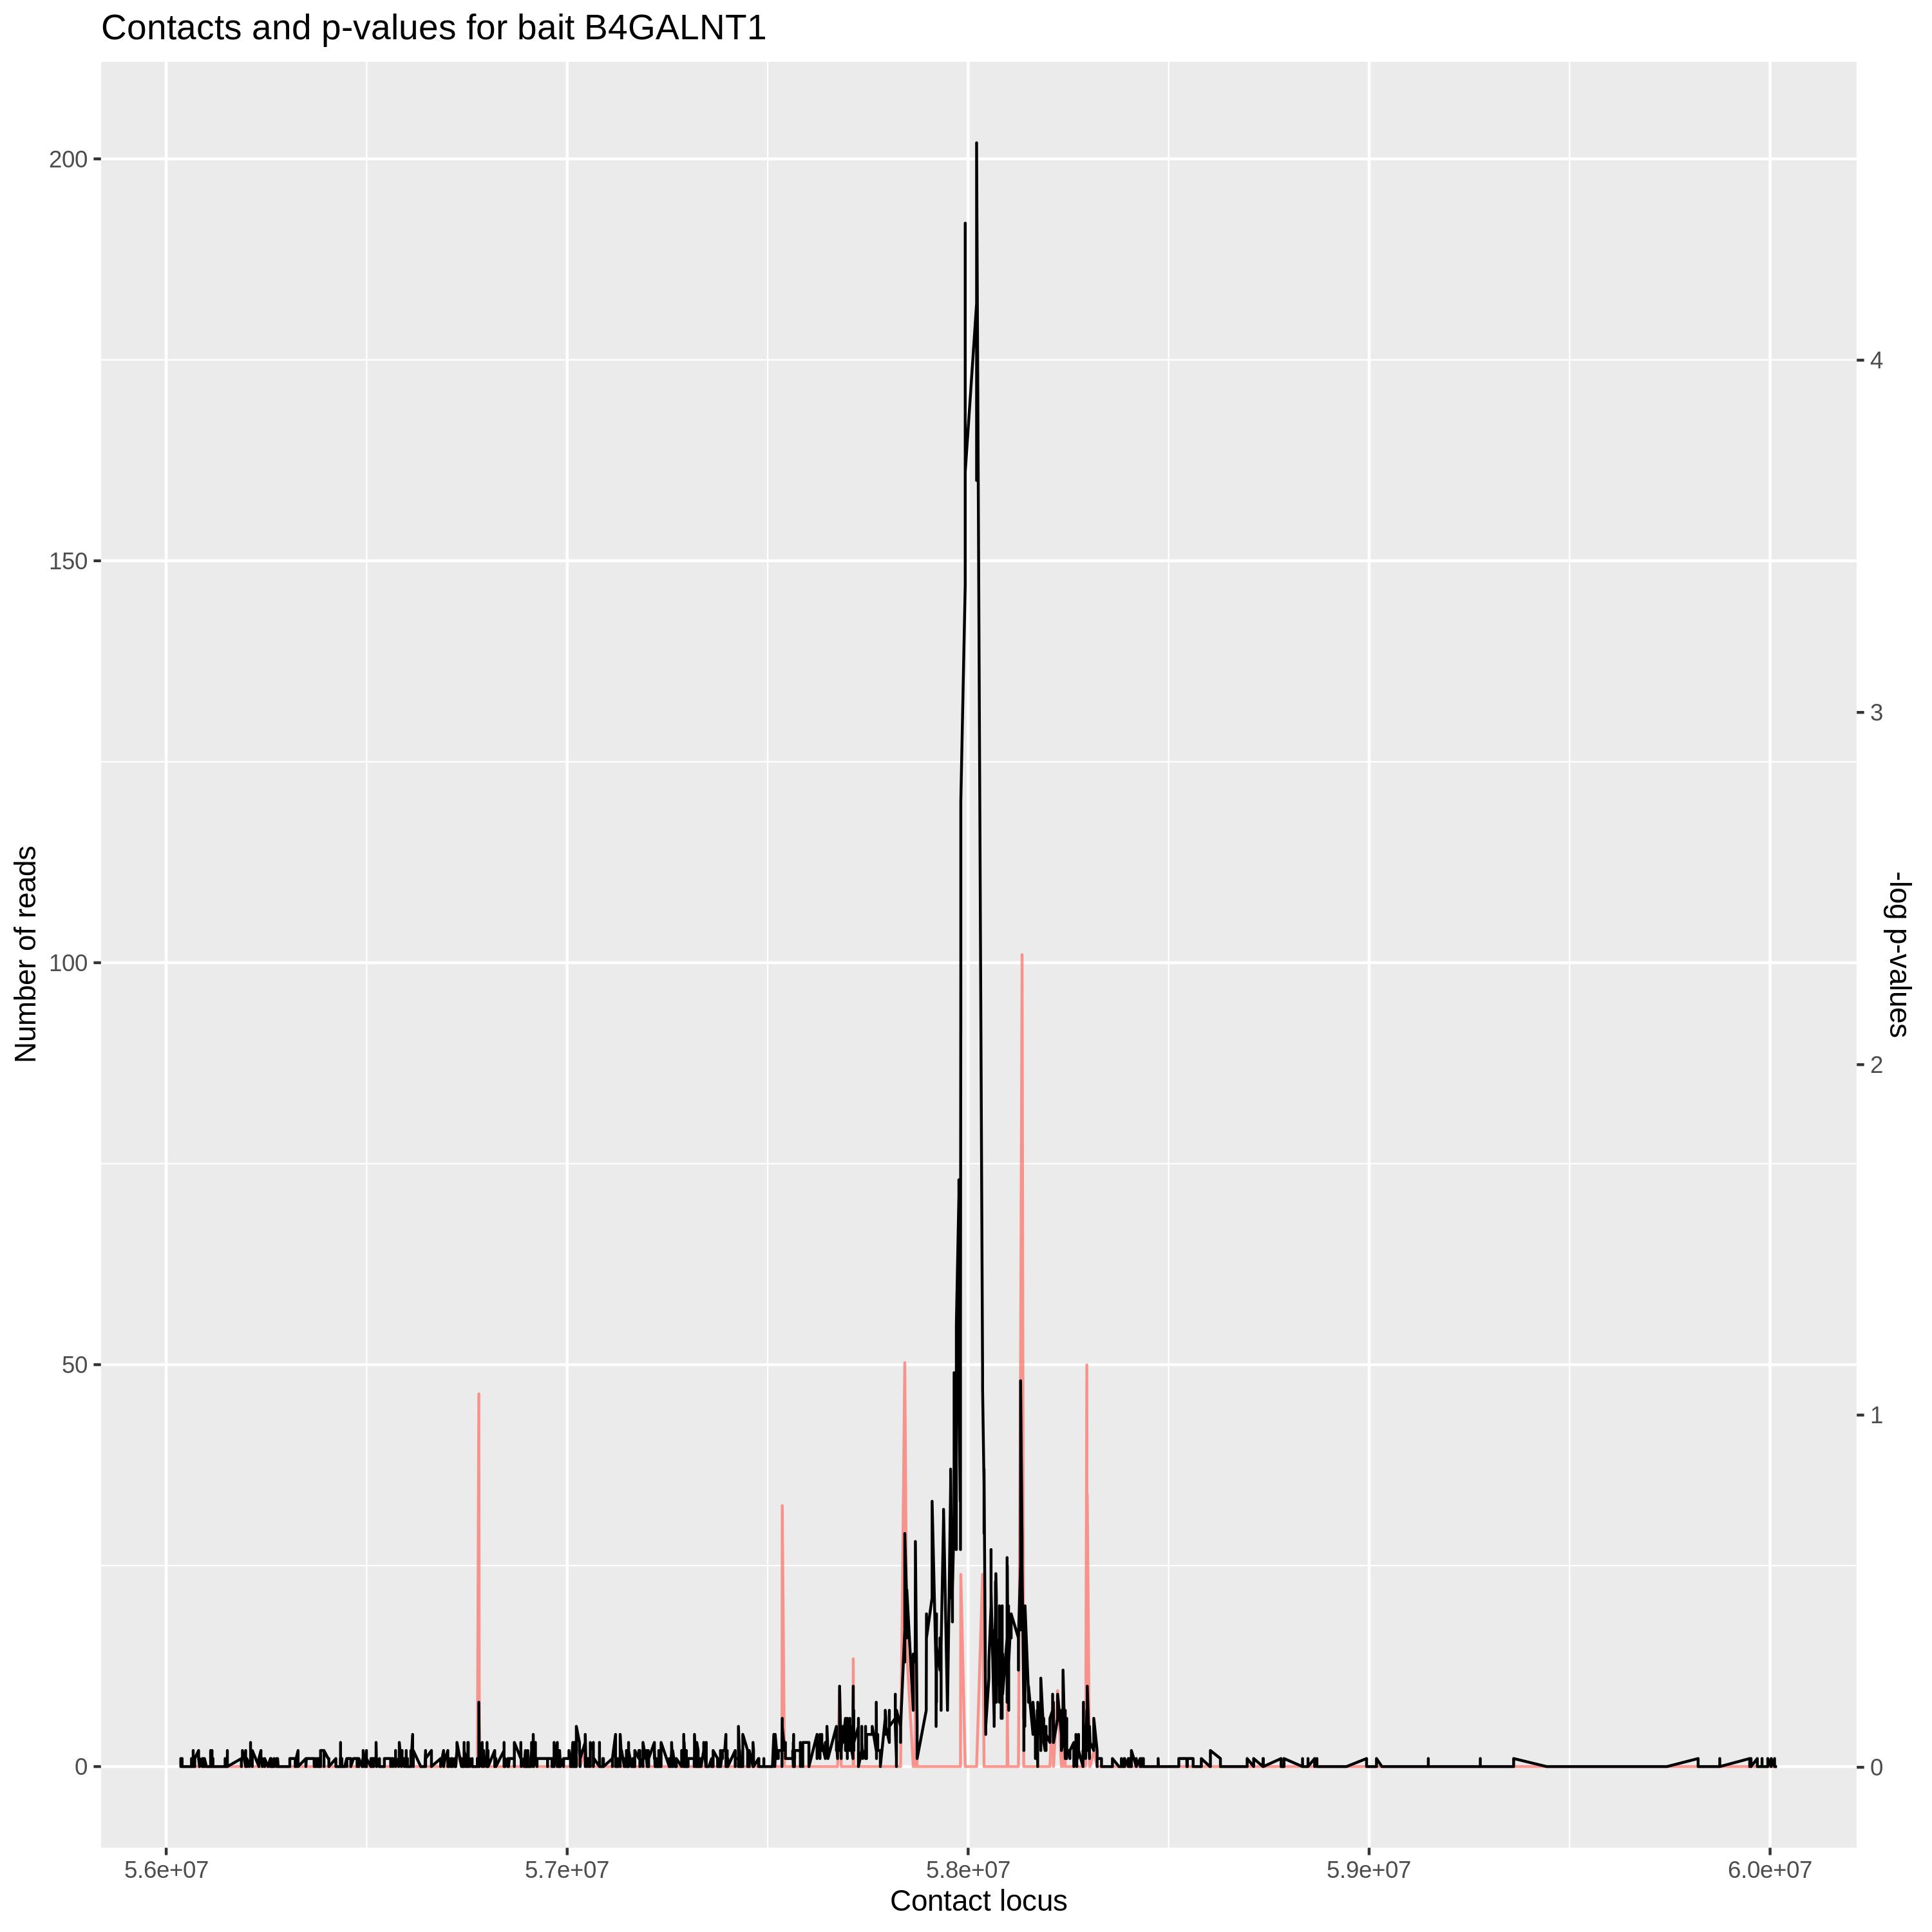 Contacts and p-values for bait B4GALNT1
200
150
100
50
0
Number of reads
4
3
2
1
0
-log p-values
5.6e+07 5.7e+07 5.8e+07 5.9e+07 6.0e+07
Contact locus